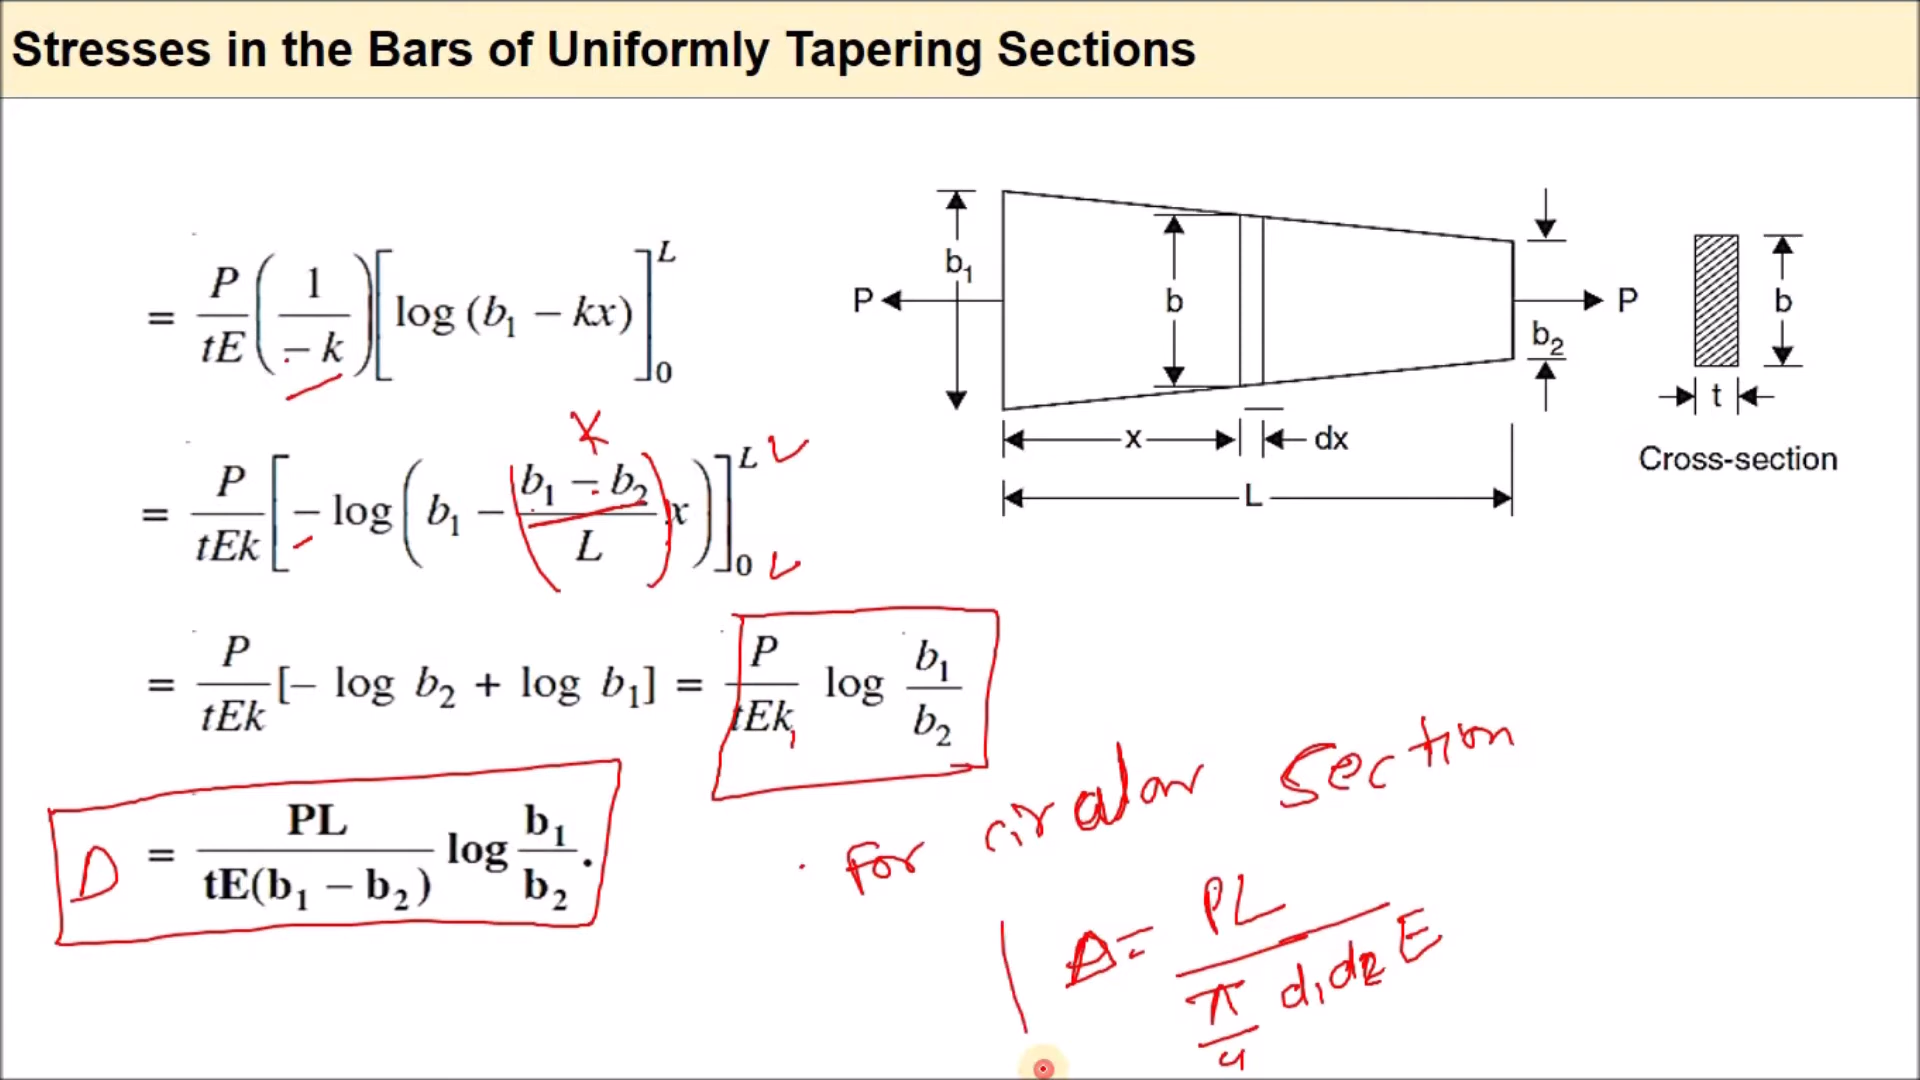 Stresses in the Bars of Uniformly Tapering Sections
= P/tE (1/− k) [log (b₁ − kx)]₀ᴸ
= P/tEk [− log (b₁ − (b₁ − b₂)/L x)]₀ᴸ
= P/tEk [− log b₂ + log b₁] = P/tEk log b₁/b₂
Δ = PL/tE(b₁ − b₂) log b₁/b₂.
b₁
P
b
b₂
P
x
dx
L
b
t
Cross-section
For circular section
Δ = PL/(π/4 d₁d₂ E)